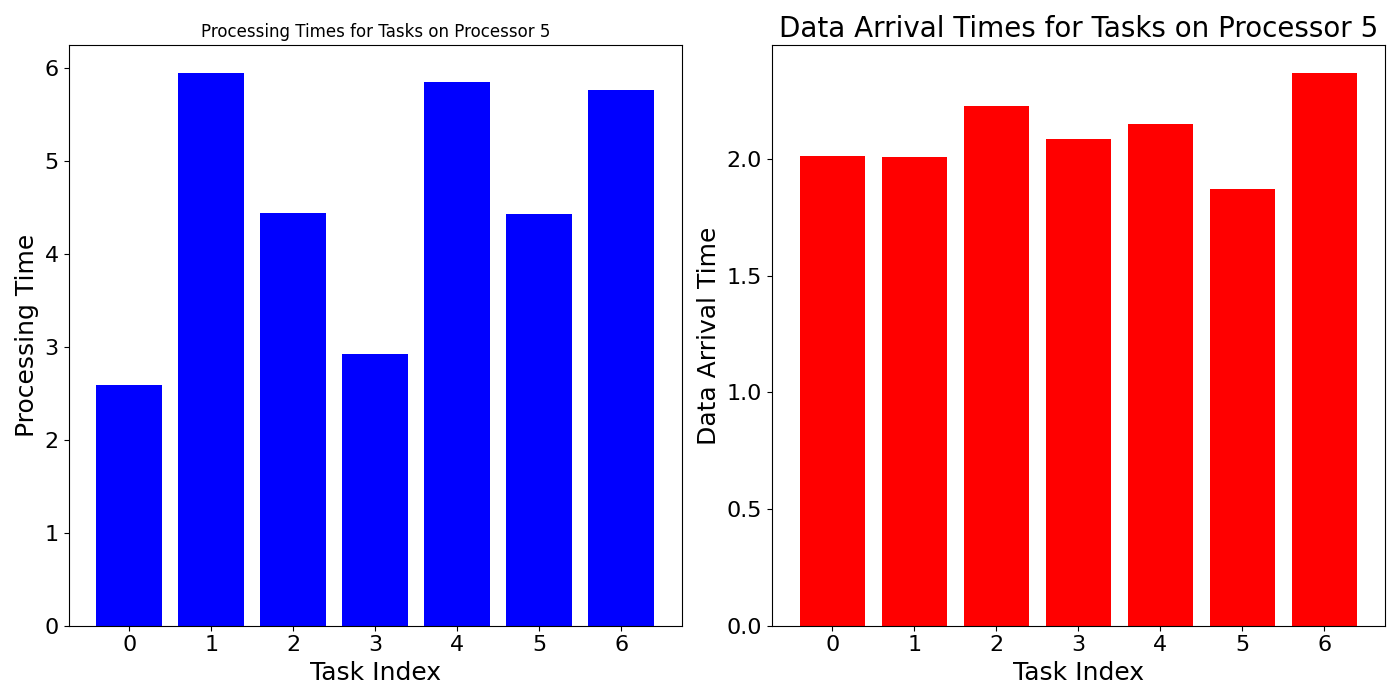 Processing Times for Tasks on Processor 5
Processing Time
6
5
4
3
2
1
0
0 1 2 3 4 5 6
Task Index
Data Arrival Times for Tasks on Processor 5
Data Arrival Time
2.0
1.5
1.0
0.5
0.0
0 1 2 3 4 5 6
Task Index